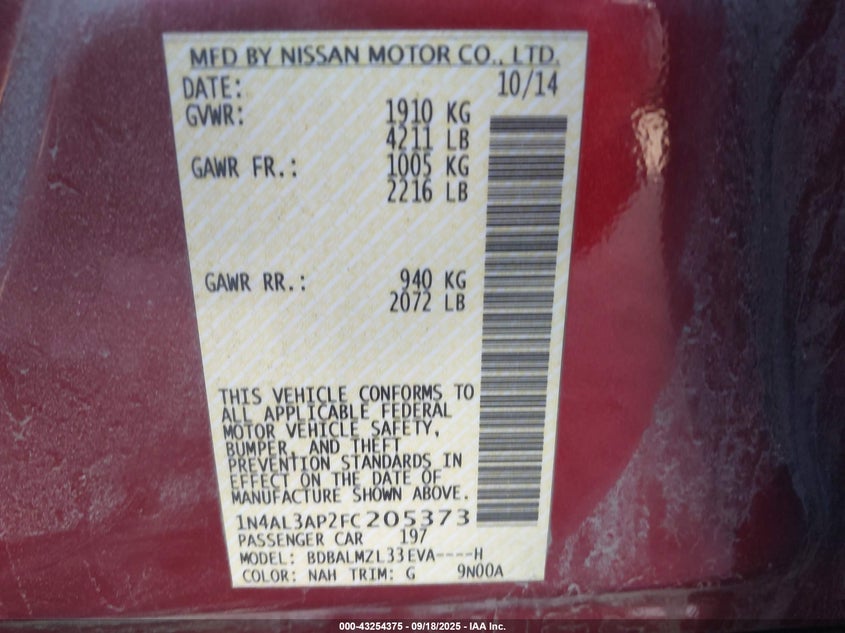 MFD BY NISSAN MOTOR CO., LTD.
DATE: 10/14
GVWR: 1910 KG
4211 LB
GAWR FR.: 1005 KG
2216 LB
GAWR RR.: 940 KG
2072 LB
THIS VEHICLE CONFORMS TO
ALL APPLICABLE FEDERAL
MOTOR VEHICLE SAFETY,
BUMPER, AND THEFT
PREVENTION STANDARDS IN
EFFECT ON THE DATE OF
MANUFACTURE SHOWN ABOVE.
1N4AL3AP2FC205373
PASSENGER CAR 197
MODEL: BDBALMZL33EVA----H
COLOR: NAH TRIM: G 9N00A
000-43254375 - 09/18/2025 - IAA Inc.